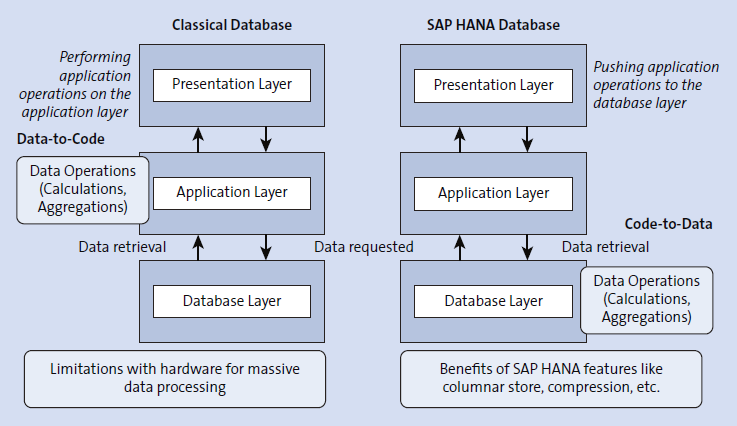 Classical Database
SAP HANA Database
Performing
application
operations on the
application layer
Presentation Layer
Presentation Layer
Pushing application
operations to the
database layer
Data-to-Code
Data Operations
(Calculations,
Aggregations)
Application Layer
Application Layer
Code-to-Data
Data retrieval
Data requested
Data retrieval
Database Layer
Database Layer
Data Operations
(Calculations,
Aggregations)
Limitations with hardware for massive
data processing
Benefits of SAP HANA features like
columnar store, compression, etc.